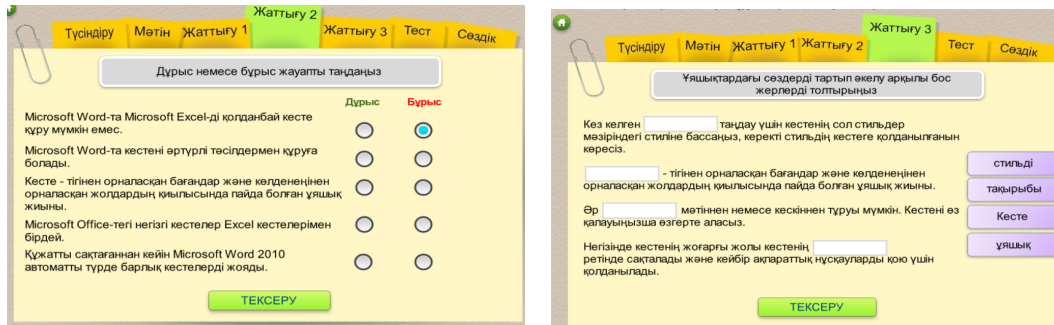 Түсіндіру
Мәтін
Жаттығу 1
Жаттығу 2
Жаттығу 3
Тест
Сөздік
Дұрыс немесе бұрыс жауапты таңдаңыз
Дұрыс
Бұрыс
Microsoft Word-та Microsoft Excel-ді қолданбай кесте
құру мүмкін емес.
Microsoft Word-та кестені әртүрлі тәсілдермен құруға
болады.
Кесте - тігінен орналасқан бағандар және көлденеңінен
орналасқан жолдардың қиылысында пайда болған ұяшық
жиыны.
Microsoft Office-тегі негізгі кестелер Excel кестелерімен
бірдей.
Құжатты сақтағаннан кейін Microsoft Word 2010
автоматты түрде барлық кестелерді жояды.
ТЕКСЕРУ
Түсіндіру
Мәтін
Жаттығу 1
Жаттығу 2
Жаттығу 3
Тест
Сөздік
Ұяшықтардағы сөздерді тартып әкелу арқылы бос
жерлерді толтырыңыз
Кез келген таңдау үшін кестенің сол стильдер
мәзіріндегі стиліне бассаңыз, керекті стильдің кестеге қолданылғанын
көресіз.
- тігінен орналасқан бағандар және көлденеңінен
орналасқан жолдардың қиылысында пайда болған ұяшық жиыны.
Әр мәтіннен немесе кескіннен тұруы мүмкін. Кестені өз
қалауыңызша өзгерте аласыз.
Негізінде кестенің жоғарғы жолы кестенің
ретінде сақталады және кейбір ақпараттық нұсқауларды қою үшін
қолданылады.
стильді
тақырыбы
Кесте
ұяшық
ТЕКСЕРУ